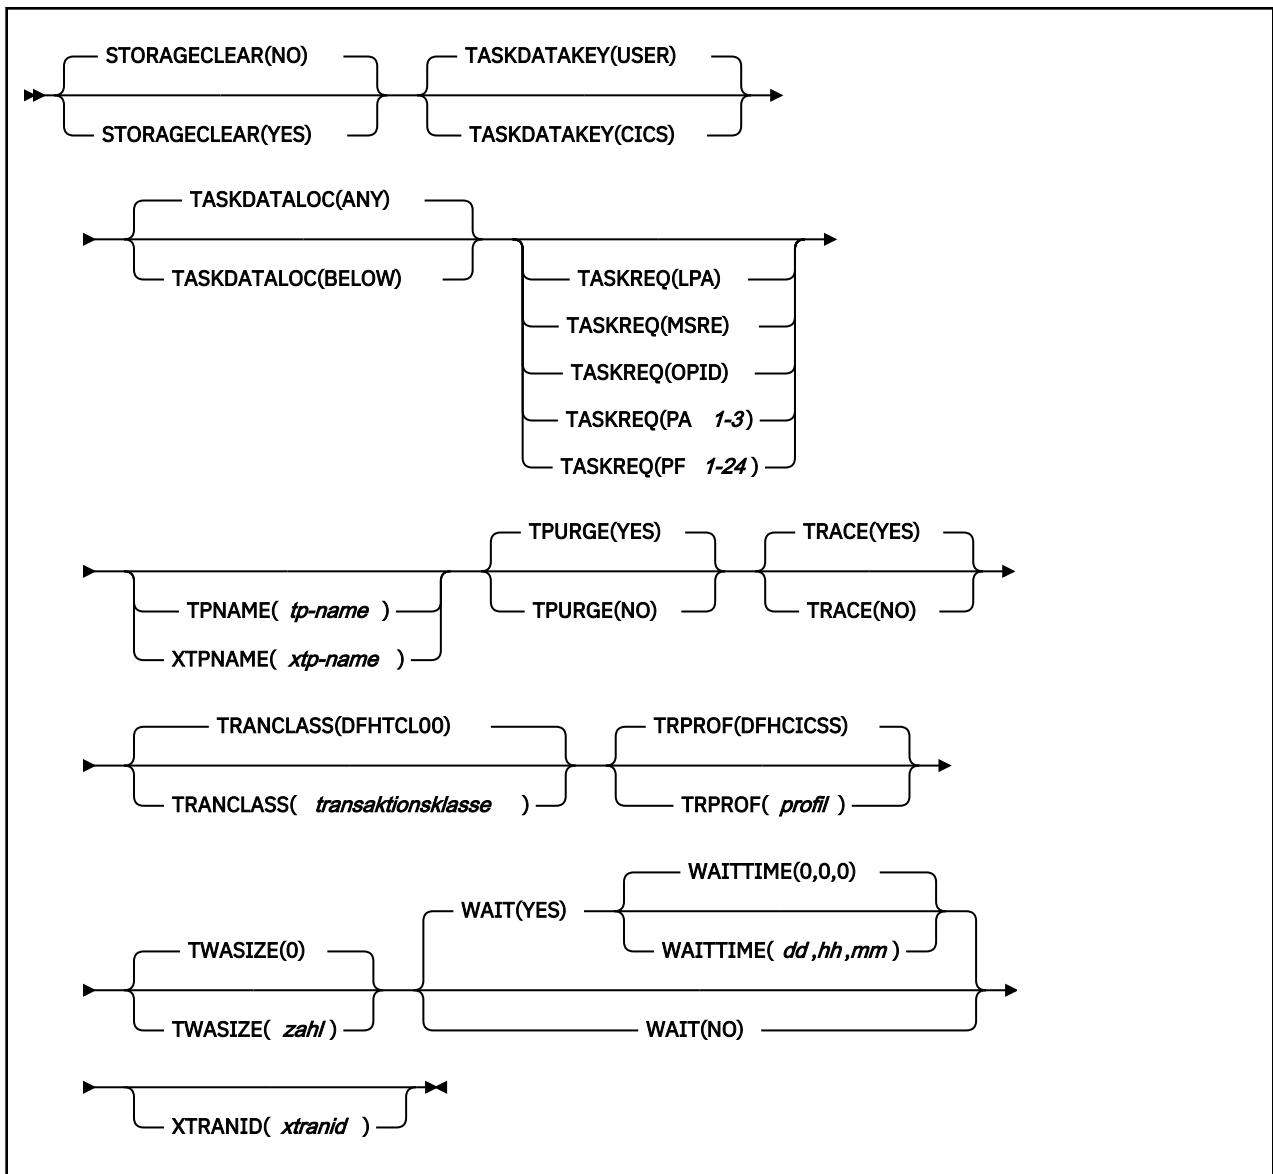 STORAGECLEAR(NO) TASKDATAKEY(USER)
STORAGECLEAR(YES) TASKDATAKEY(CICS)
TASKDATALOC(ANY)
TASKDATALOC(BELOW) TASKREQ(LPA)
TASKREQ(MSRE)
TASKREQ(OPID)
TASKREQ(PA 1-3)
TASKREQ(PF 1-24)
TPURGE(YES) TRACE(YES)
TPNAME( tp-name ) TPURGE(NO) TRACE(NO)
XTPNAME( xtp-name )
TRANCLASS(DFHTCL00) TRPROF(DFHCICSS)
TRANCLASS( transaktionsklasse ) TRPROF( profil )
WAITTIME(0,0,0)
WAIT(YES)
TWASIZE(0) WAITTIME( dd ,hh ,mm )
TWASIZE( zahl ) WAIT(NO)
XTRANID( xtranid )